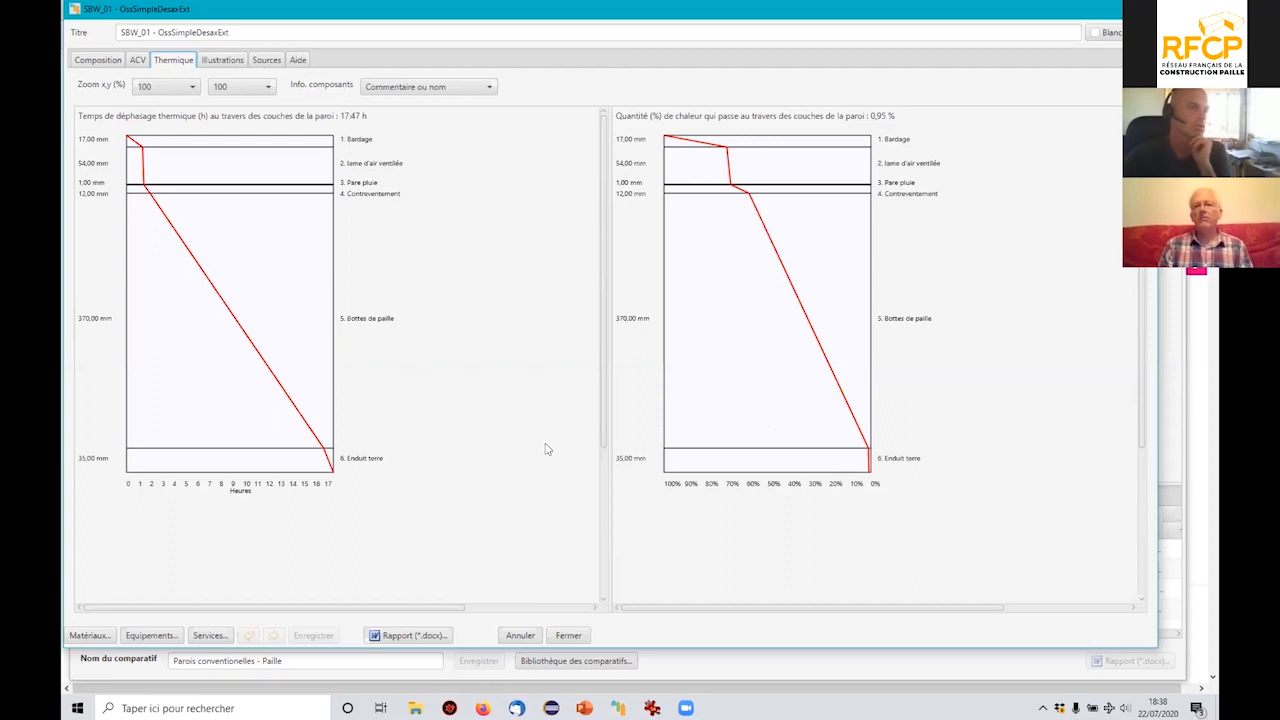 SBW_01 - OssSimpleDesaxExt
Titre
SBW_01 - OssSimpleDesaxExt
Blanc
Composition
ACV
Thermique
Illustrations
Sources
Aide
Zoom x,y (%)
100
100
Info. composants
Commentaire ou nom
Temps de déphasage thermique (h) au travers des couches de la paroi : 17:47 h
17,00 mm
1. Bardage
54,00 mm
2. lame d'air ventilée
1,00 mm
3. Pare pluie
12,00 mm
4. Contreventement
370,00 mm
5. Bottes de paille
35,00 mm
6. Enduit terre
0 1 2 3 4 5 6 7 8 9 10 11 12 13 14 15 16 17
Heures
Quantité (%) de chaleur qui passe au travers des couches de la paroi : 0,95 %
17,00 mm
1. Bardage
54,00 mm
2. lame d'air ventilée
1,00 mm
3. Pare pluie
12,00 mm
4. Contreventement
370,00 mm
5. Bottes de paille
35,00 mm
6. Enduit terre
100% 90% 80% 70% 60% 50% 40% 30% 20% 10% 0%
Matériaux...
Equipements...
Services...
Enregistrer
Rapport (*.docx)...
Annuler
Fermer
Nom du comparatif
Parois conventionelles - Paille
Enregistrer
Bibliothèque des comparatifs...
Rapport (*.docx)...
Taper ici pour rechercher
18:38
22/07/2020
3
RFCP
RÉSEAU FRANÇAIS DE LA
CONSTRUCTION PAILLE